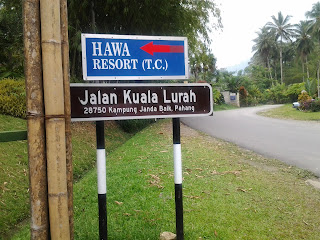 HAWA
RESORT (T.C.)
Jalan Kuala Lurah
28750 Kampung Janda Baik, Pahang